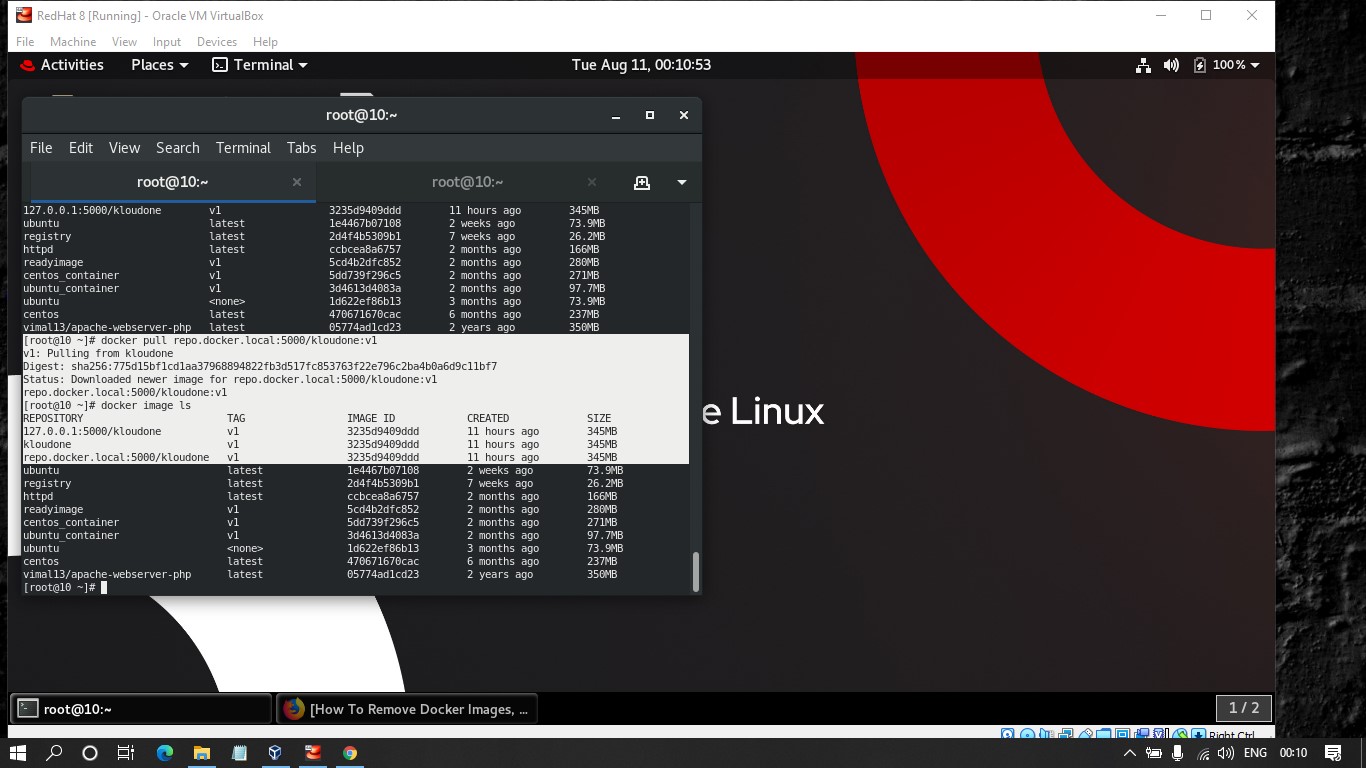 RedHat 8 [Running] - Oracle VM VirtualBox
File Machine View Input Devices Help
Activities Places Terminal Tue Aug 11, 00:10:53 100%
root@10:~
File Edit View Search Terminal Tabs Help
root@10:~ root@10:~
127.0.0.1:5000/kloudone v1 3235d9409ddd 11 hours ago 345MB
ubuntu latest 1e4467b07108 2 weeks ago 73.9MB
registry latest 2d4f4b5309b1 7 weeks ago 26.2MB
httpd latest ccbcea8a6757 2 months ago 166MB
readyimage v1 5cd4b2dfc852 2 months ago 280MB
centos_container v1 5dd739f296c5 2 months ago 271MB
ubuntu_container v1 3d4613d4083a 2 months ago 97.7MB
ubuntu <none> 1d622ef86b13 3 months ago 73.9MB
centos latest 470671670cac 6 months ago 237MB
vimal13/apache-webserver-php latest 05774ad1cd23 2 years ago 350MB
[root@10 ~]# docker pull repo.docker.local:5000/kloudone:v1
v1: Pulling from kloudone
Digest: sha256:775d15bf1cd1aa37968894822fb3d517fc853763f22e796c2ba4b0a6d9c11bf7
Status: Downloaded newer image for repo.docker.local:5000/kloudone:v1
repo.docker.local:5000/kloudone:v1
[root@10 ~]# docker image ls
REPOSITORY TAG IMAGE ID CREATED SIZE
127.0.0.1:5000/kloudone v1 3235d9409ddd 11 hours ago 345MB
kloudone v1 3235d9409ddd 11 hours ago 345MB
repo.docker.local:5000/kloudone v1 3235d9409ddd 11 hours ago 345MB
ubuntu latest 1e4467b07108 2 weeks ago 73.9MB
registry latest 2d4f4b5309b1 7 weeks ago 26.2MB
httpd latest ccbcea8a6757 2 months ago 166MB
readyimage v1 5cd4b2dfc852 2 months ago 280MB
centos_container v1 5dd739f296c5 2 months ago 271MB
ubuntu_container v1 3d4613d4083a 2 months ago 97.7MB
ubuntu <none> 1d622ef86b13 3 months ago 73.9MB
centos latest 470671670cac 6 months ago 237MB
vimal13/apache-webserver-php latest 05774ad1cd23 2 years ago 350MB
[root@10 ~]#
e Linux
root@10:~ [How To Remove Docker Images, ... 1 / 2
Right Ctrl
ENG 00:10